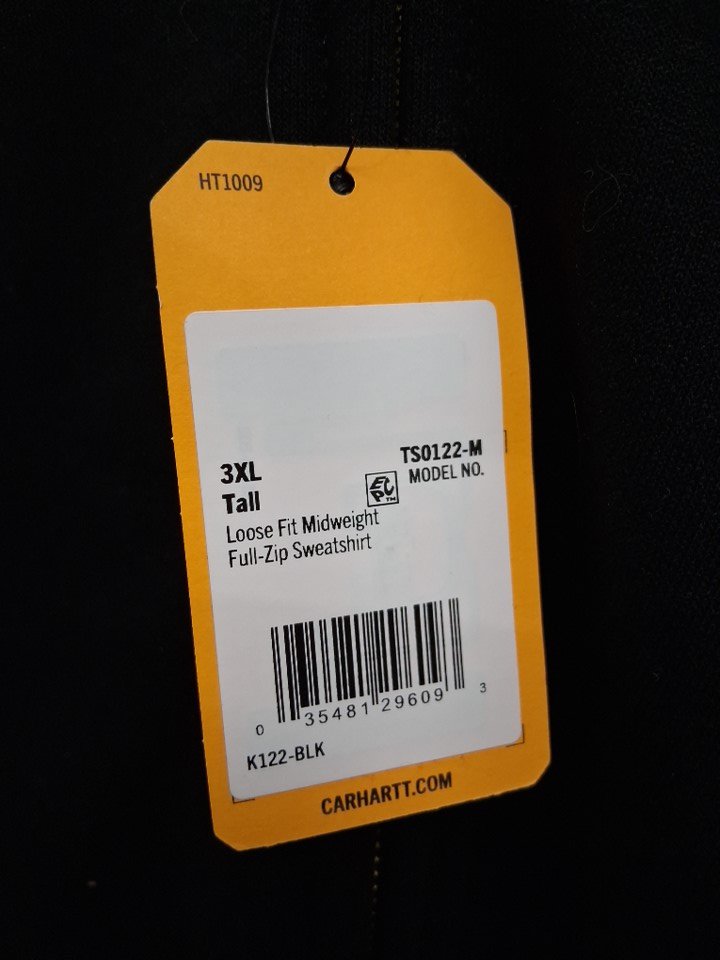 HT1009
TS0122-M
MODEL NO.
3XL
Tall
EPC™
Loose Fit Midweight
Full-Zip Sweatshirt
0 35481 29609 3
K122-BLK
CARHARTT.COM